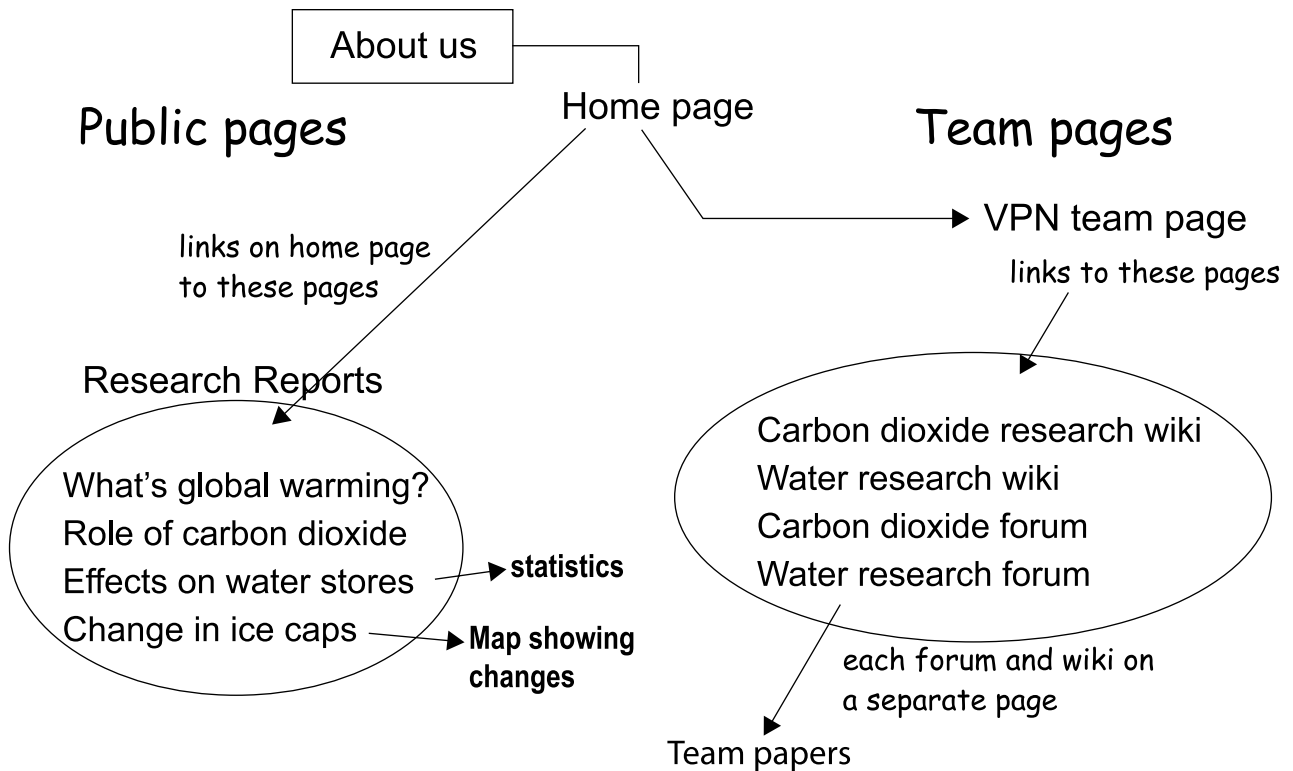 About us
Home page
Public pages
Team pages
links on home page
to these pages
VPN team page
links to these pages
Research Reports
What's global warming?
Role of carbon dioxide
Effects on water stores
Change in ice caps
statistics
Map showing
changes
Carbon dioxide research wiki
Water research wiki
Carbon dioxide forum
Water research forum
each forum and wiki on
a separate page
Team papers